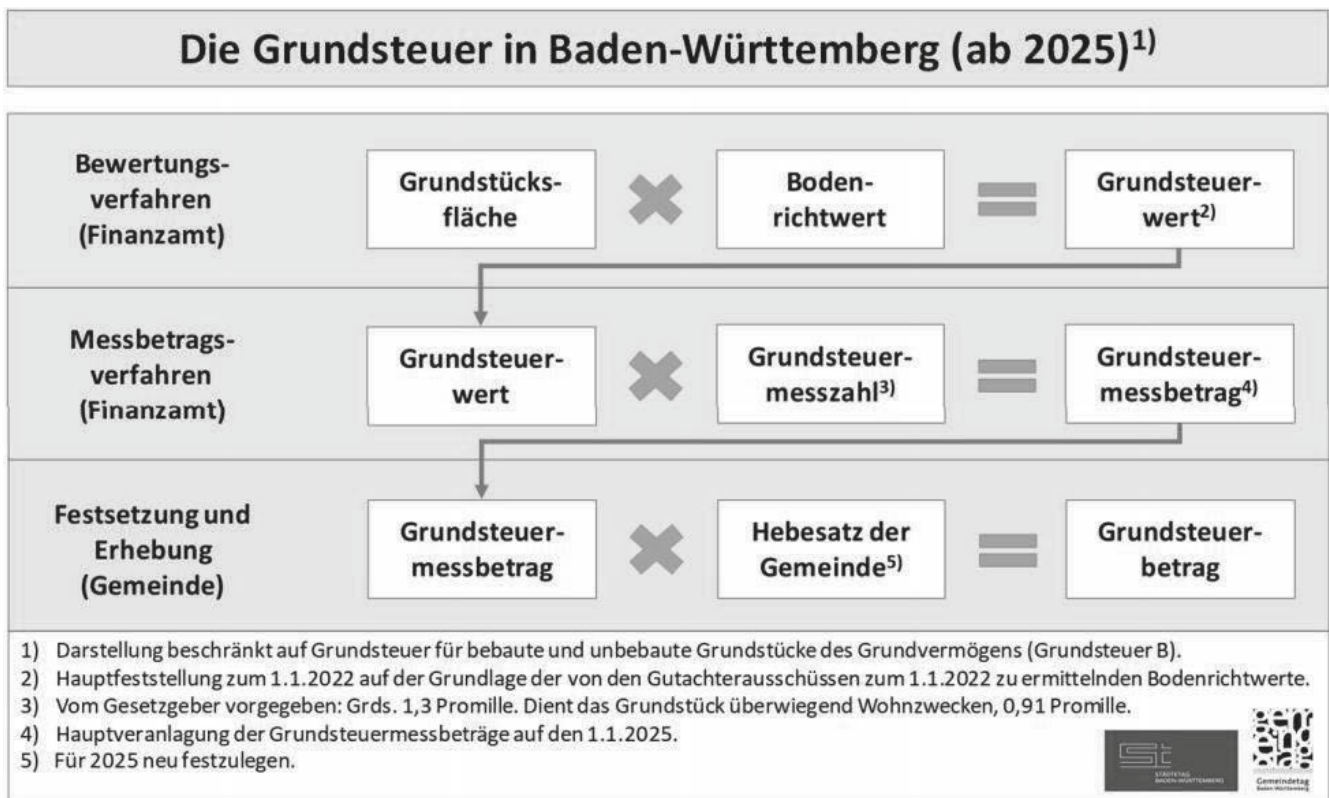 Die Grundsteuer in Baden-Württemberg (ab 2025)1)
Bewertungs-
verfahren
(Finanzamt)
Grundstücks-
fläche
Boden-
richtwert
Grundsteuer-
wert2)
Messbetrags-
verfahren
(Finanzamt)
Grundsteuer-
wert
Grundsteuer-
messzahl3)
Grundsteuer-
messbetrag4)
Festsetzung und
Erhebung
(Gemeinde)
Grundsteuer-
messbetrag
Hebesatz der
Gemeinde5)
Grundsteuer-
betrag
1) Darstellung beschränkt auf Grundsteuer für bebaute und unbebaute Grundstücke des Grundvermögens (Grundsteuer B).
2) Hauptfeststellung zum 1.1.2022 auf der Grundlage der von den Gutachterausschüssen zum 1.1.2022 zu ermittelnden Bodenrichtwerte.
3) Vom Gesetzgeber vorgegeben: Grds. 1,3 Promille. Dient das Grundstück überwiegend Wohnzwecken, 0,91 Promille.
4) Hauptveranlagung der Grundsteuermessbeträge auf den 1.1.2025.
5) Für 2025 neu festzulegen.
STÄDTETAG
BADEN-WÜRTTEMBERG
Gemeindetag
Baden-Württemberg